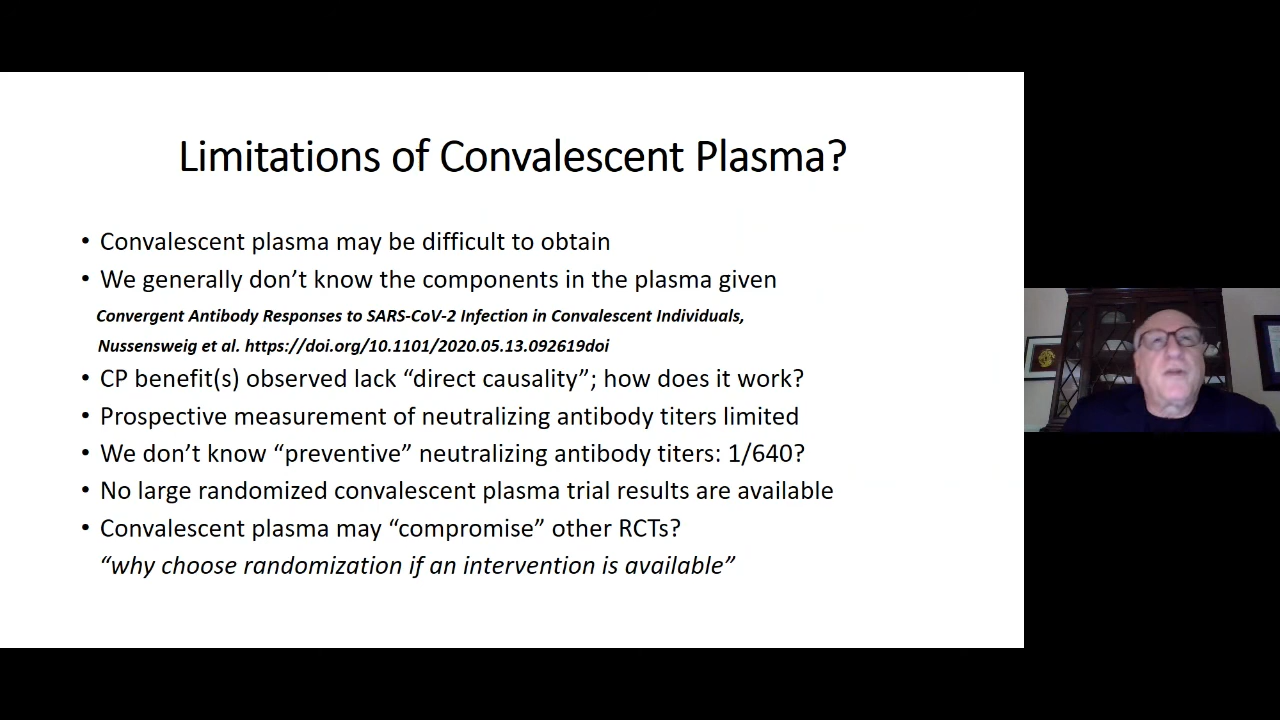 Limitations of Convalescent Plasma?
• Convalescent plasma may be difficult to obtain
• We generally don’t know the components in the plasma given
Convergent Antibody Responses to SARS-CoV-2 Infection in Convalescent Individuals,
Nussensweig et al. https://doi.org/10.1101/2020.05.13.092619doi
• CP benefit(s) observed lack “direct causality”; how does it work?
• Prospective measurement of neutralizing antibody titers limited
• We don’t know “preventive” neutralizing antibody titers: 1/640?
• No large randomized convalescent plasma trial results are available
• Convalescent plasma may “compromise” other RCTs?
“why choose randomization if an intervention is available”